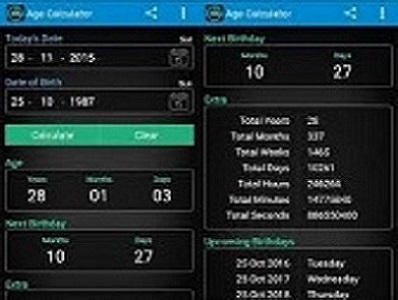 Age Calculator
Today's Date Sat
28 - 11 - 2015
Date of Birth Sun
25 - 10 - 1987
Calculate Clear
Age
Years Months Days
28 01 03
Next Birthday
Months Days
10 27
Extra
Age Calculator
Next Birthday
Months Days
10 27
Extra
Total Years 28
Total Months 337
Total Weeks 1465
Total Days 10261
Total Hours 246264
Total Minutes 14775840
Total Seconds 886550400
Upcoming Birthdays
25 Oct 2016 Tuesday
25 Oct 2017 Wednesday
25 Oct 2018 Thursday